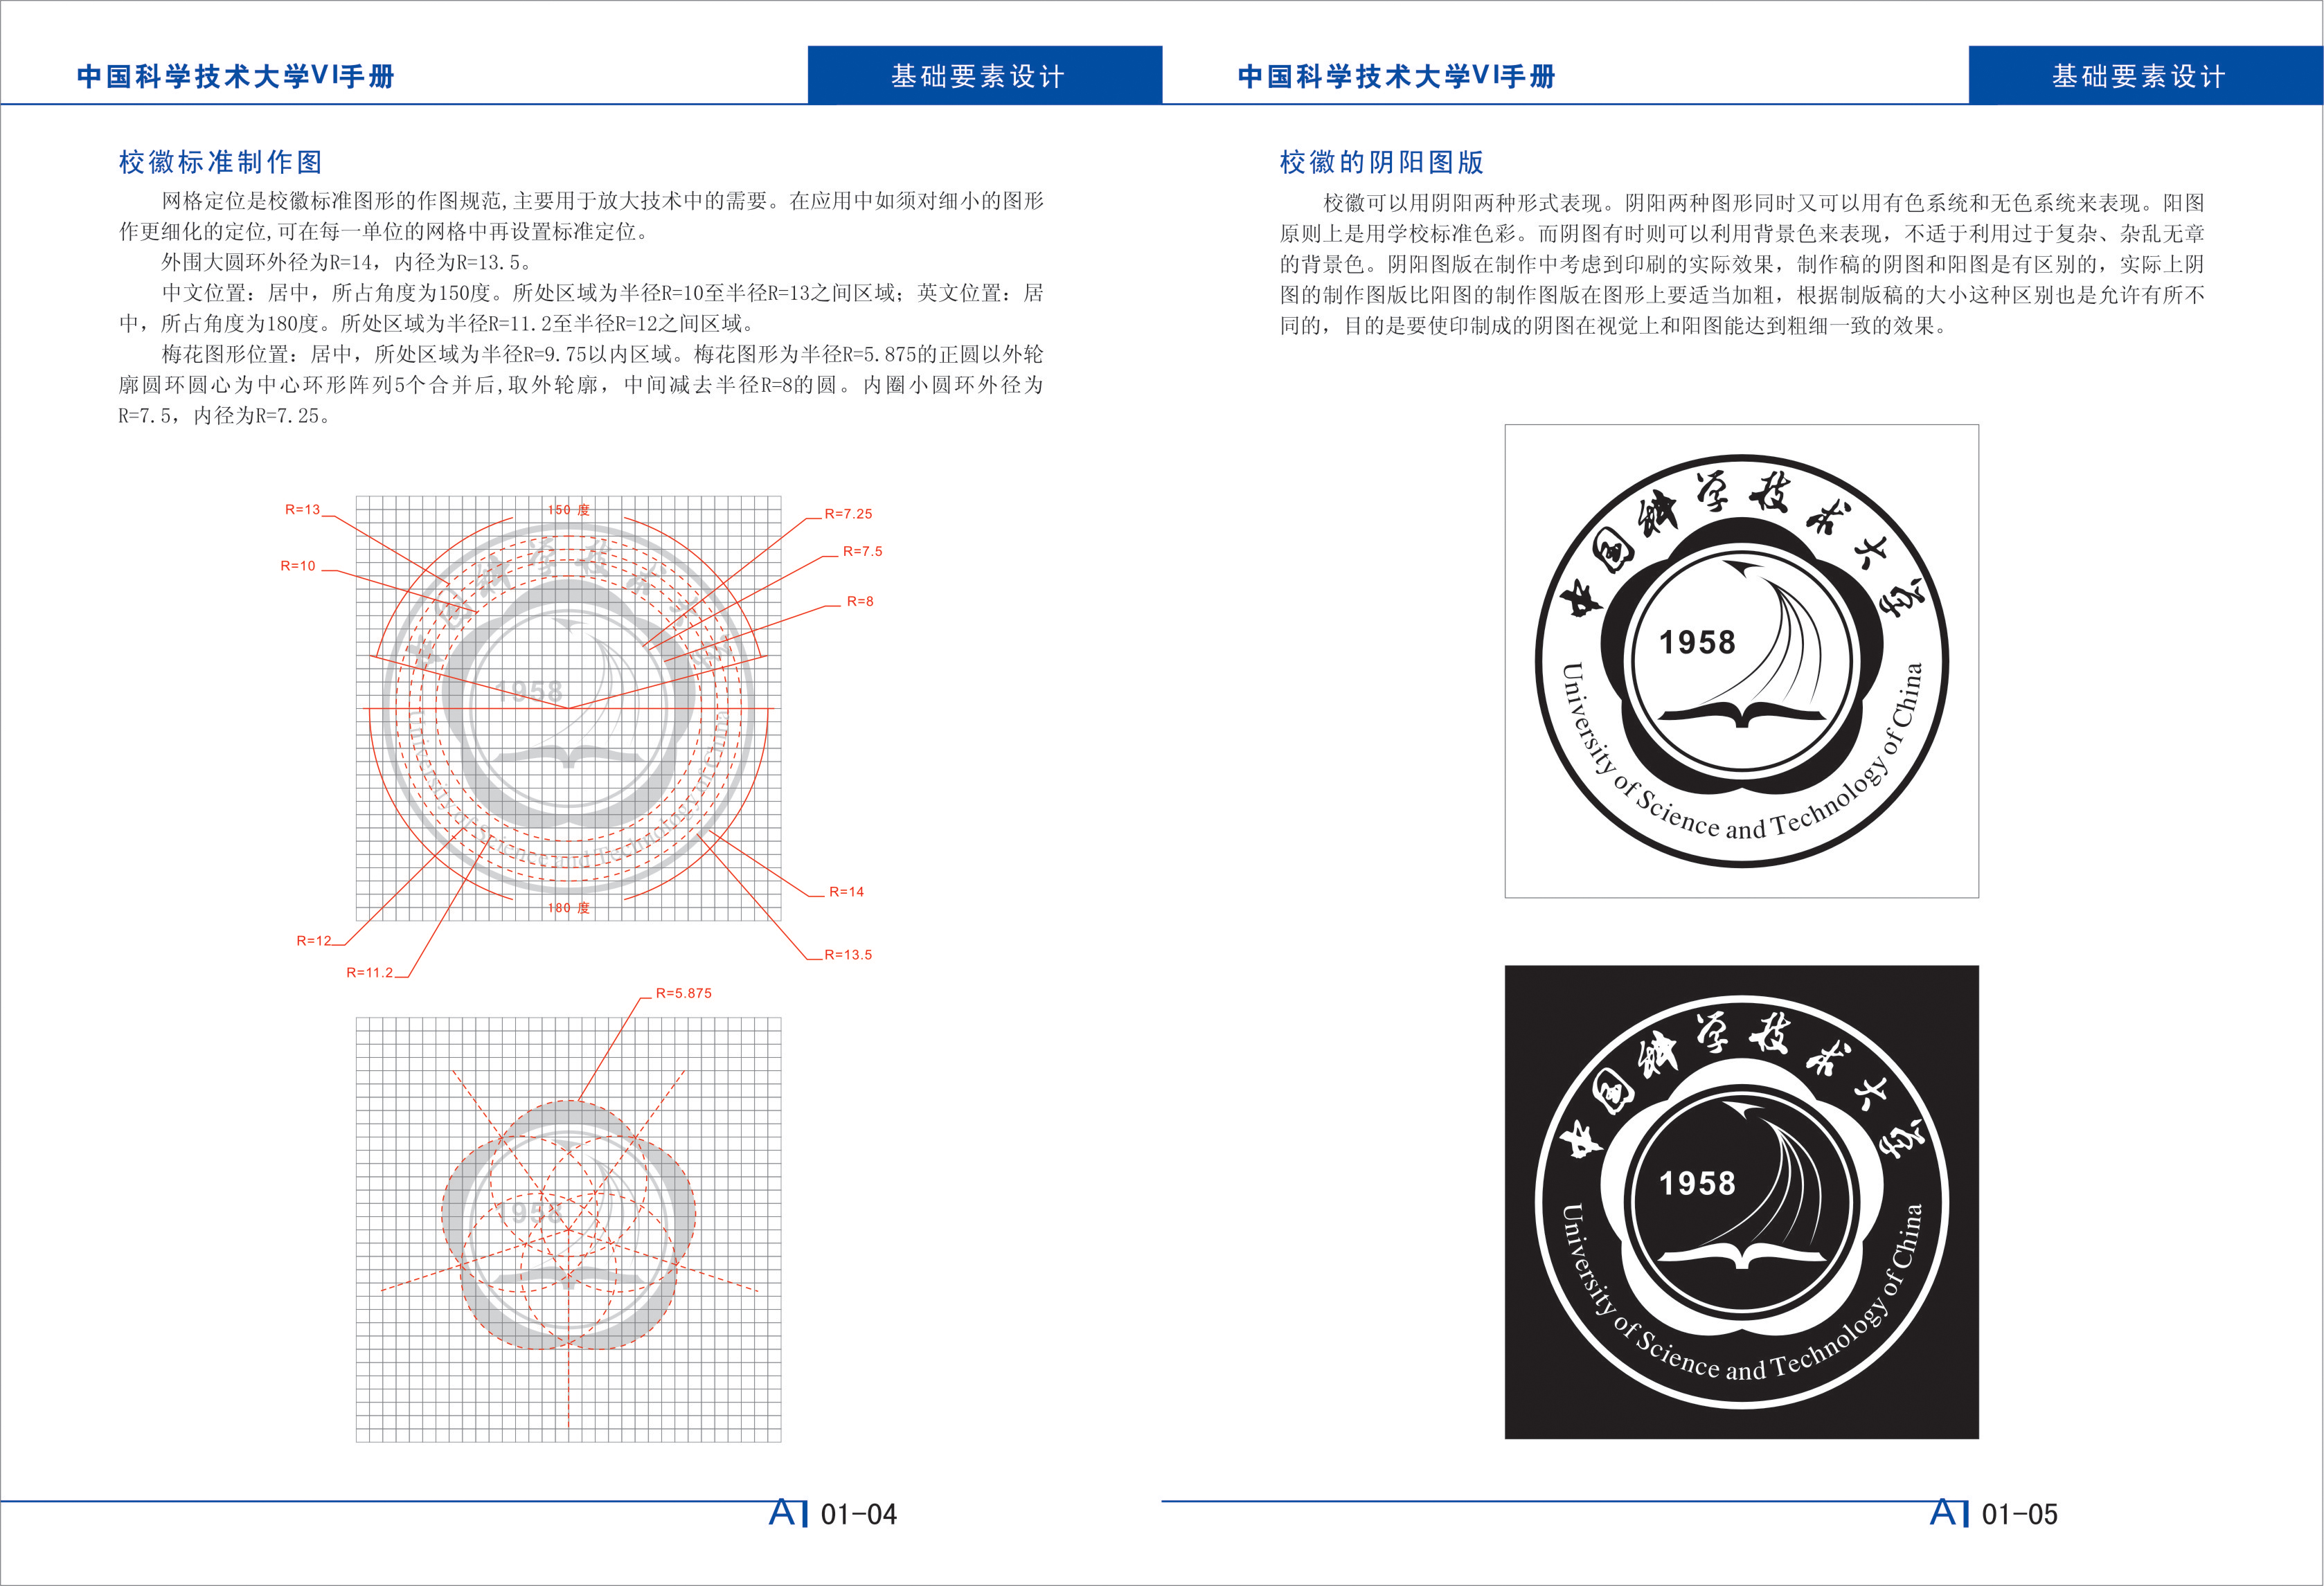 中国科学技术大学VI手册
基础要素设计
校徽标准制作图
网格定位是校徽标准图形的作图规范,主要用于放大技术中的需要。在应用中如须对细小的图形
作更细化的定位,可在每一单位的网格中再设置标准定位。
外围大圆环外径为R=14，内径为R=13.5。
中文位置：居中，所占角度为150度。所处区域为半径R=10至半径R=13之间区域；英文位置：居
中，所占角度为180度。所处区域为半径R=11.2至半径R=12之间区域。
梅花图形位置：居中，所处区域为半径R=9.75以内区域。梅花图形为半径R=5.875的正圆以外轮
廓圆环圆心为中心环形阵列5个合并后,取外轮廓，中间减去半径R=8的圆。内圈小圆环外径为
R=7.5，内径为R=7.25。
R=13
150 度
R=7.25
R=7.5
R=10
R=8
中国科学技术大学
1958
University of Science and Technology of China
R=14
180 度
R=12
R=13.5
R=11.2
R=5.875
1958
A1 01-04
中国科学技术大学VI手册
基础要素设计
校徽的阴阳图版
校徽可以用阴阳两种形式表现。阴阳两种图形同时又可以用有色系统和无色系统来表现。阳图
原则上是用学校标准色彩。而阴图有时则可以利用背景色来表现，不适于利用过于复杂、杂乱无章
的背景色。阴阳图版在制作中考虑到印刷的实际效果，制作稿的阴图和阳图是有区别的，实际上阴
图的制作图版比阳图的制作图版在图形上要适当加粗，根据制版稿的大小这种区别也是允许有所不
同的，目的是要使印制成的阴图在视觉上和阳图能达到粗细一致的效果。
中国科学技术大学
1958
University of Science and Technology of China
中国科学技术大学
1958
University of Science and Technology of China
A1 01-05